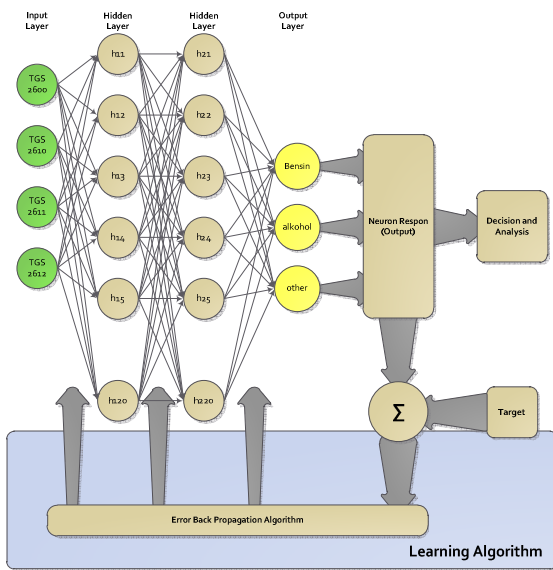 Input
Layer
Hidden
Layer
Hidden
Layer
Output
Layer
TGS
2600
TGS
2610
TGS
2611
TGS
2612
h11
h12
h13
h14
h15
h120
h21
h22
h23
h24
h25
h220
Bensin
alkohol
other
Neuron Respon
(Output)
Decision and
Analysis
Σ
Target
Error Back Propagation Algorithm
Learning Algorithm